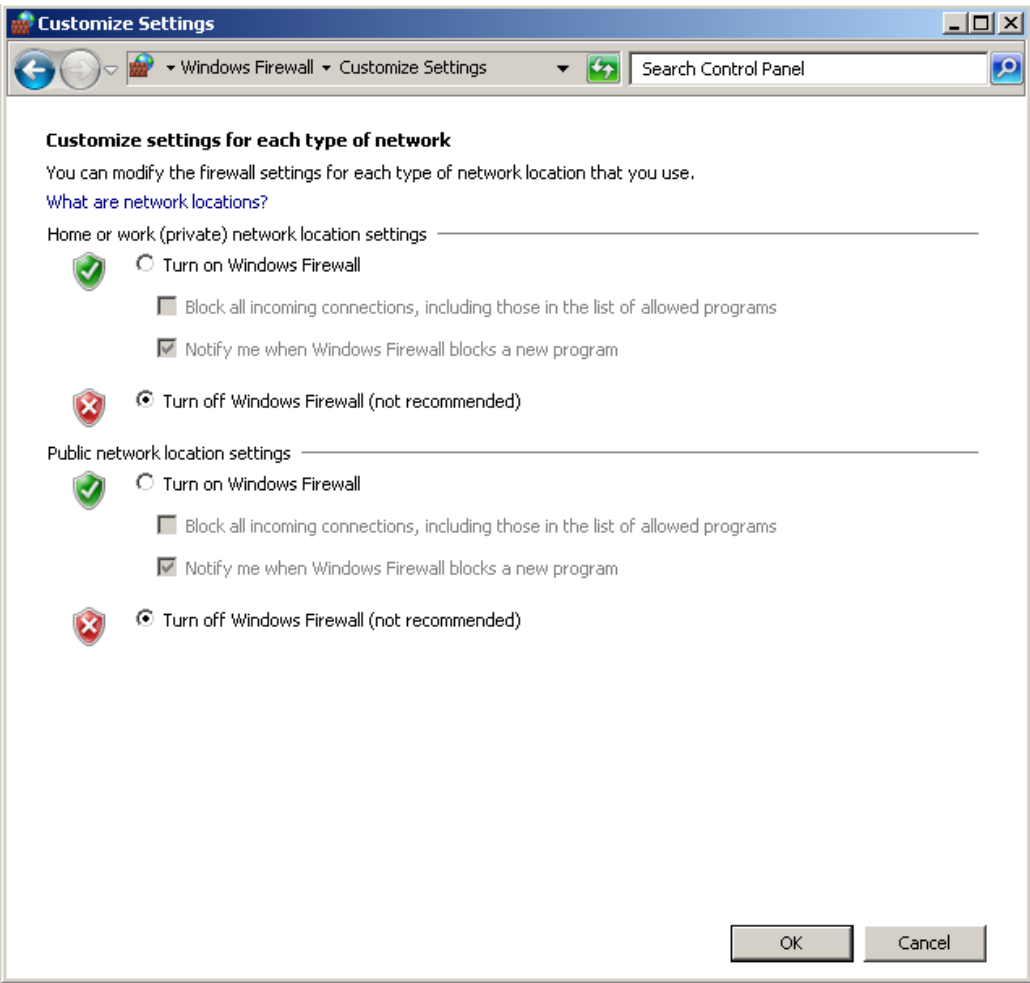 Customize Settings
Windows Firewall Customize Settings Search Control Panel
Customize settings for each type of network
You can modify the firewall settings for each type of network location that you use.
What are network locations?
Home or work (private) network location settings
Turn on Windows Firewall
Block all incoming connections, including those in the list of allowed programs
Notify me when Windows Firewall blocks a new program
Turn off Windows Firewall (not recommended)
Public network location settings
Turn on Windows Firewall
Block all incoming connections, including those in the list of allowed programs
Notify me when Windows Firewall blocks a new program
Turn off Windows Firewall (not recommended)
OK Cancel